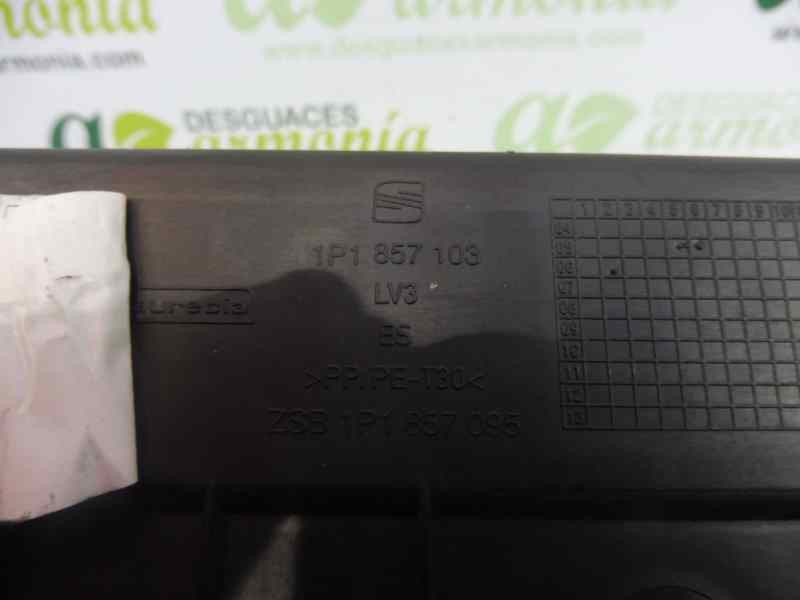 armonía
desguacesarmonia.com
armonia.com
DESGUACES
armonía
DESGUACES
armonía
1P1 857 103
LV3
ES
>PP/PE-T30<
ZSB 1P1 857 095
1 2 3 4 5 6 7 8 9 10
04
05
06
07
08
09
10
11
12
13